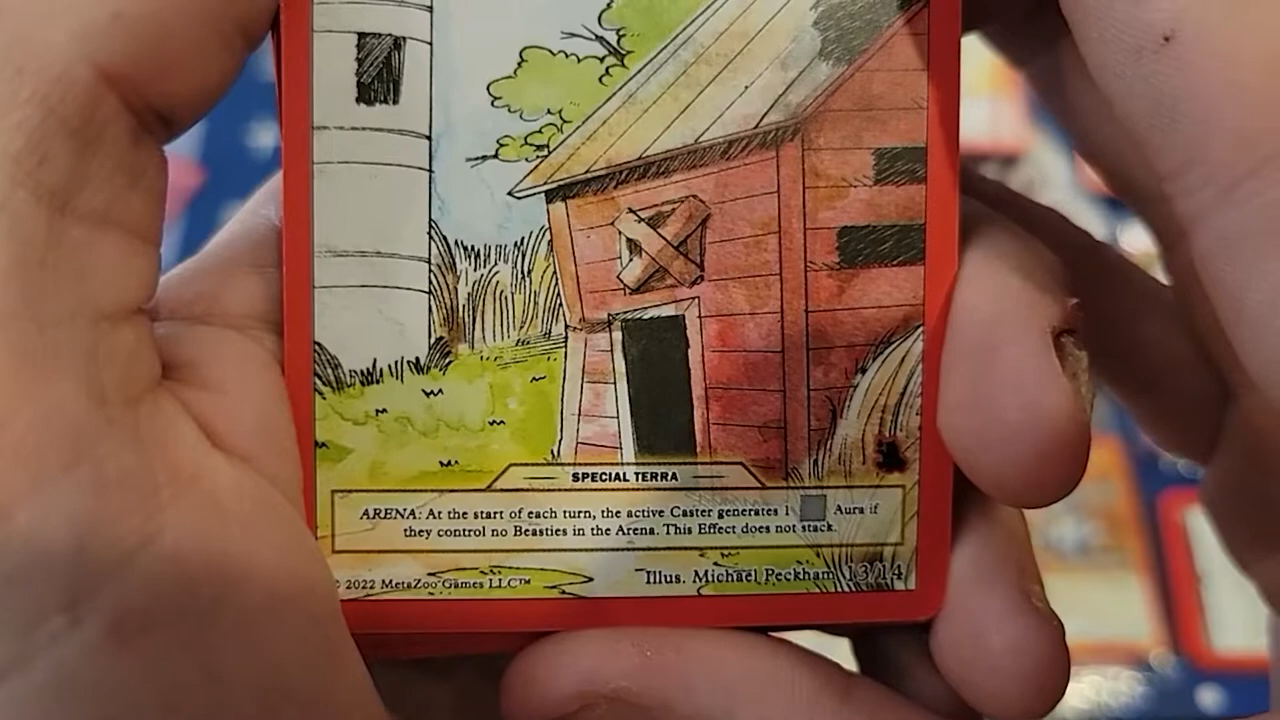 SPECIAL TERRA
ARENA: At the start of each turn, the active Caster generates 1 Aura if
they control no Beasties in the Arena. This Effect does not stack.
© 2022 MetaZoo Games LLC™
Illus. Michael Peckham 13/14